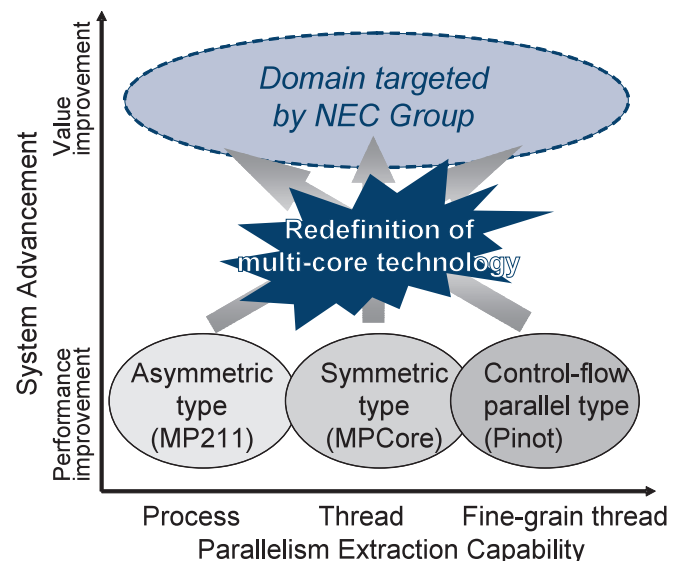 System Advancement
Value
improvement
Performance
improvement
Domain targeted
by NEC Group
Redefinition of
multi-core technology
Asymmetric
type
(MP211)
Symmetric
type
(MPCore)
Control-flow
parallel type
(Pinot)
Process
Thread
Fine-grain thread
Parallelism Extraction Capability